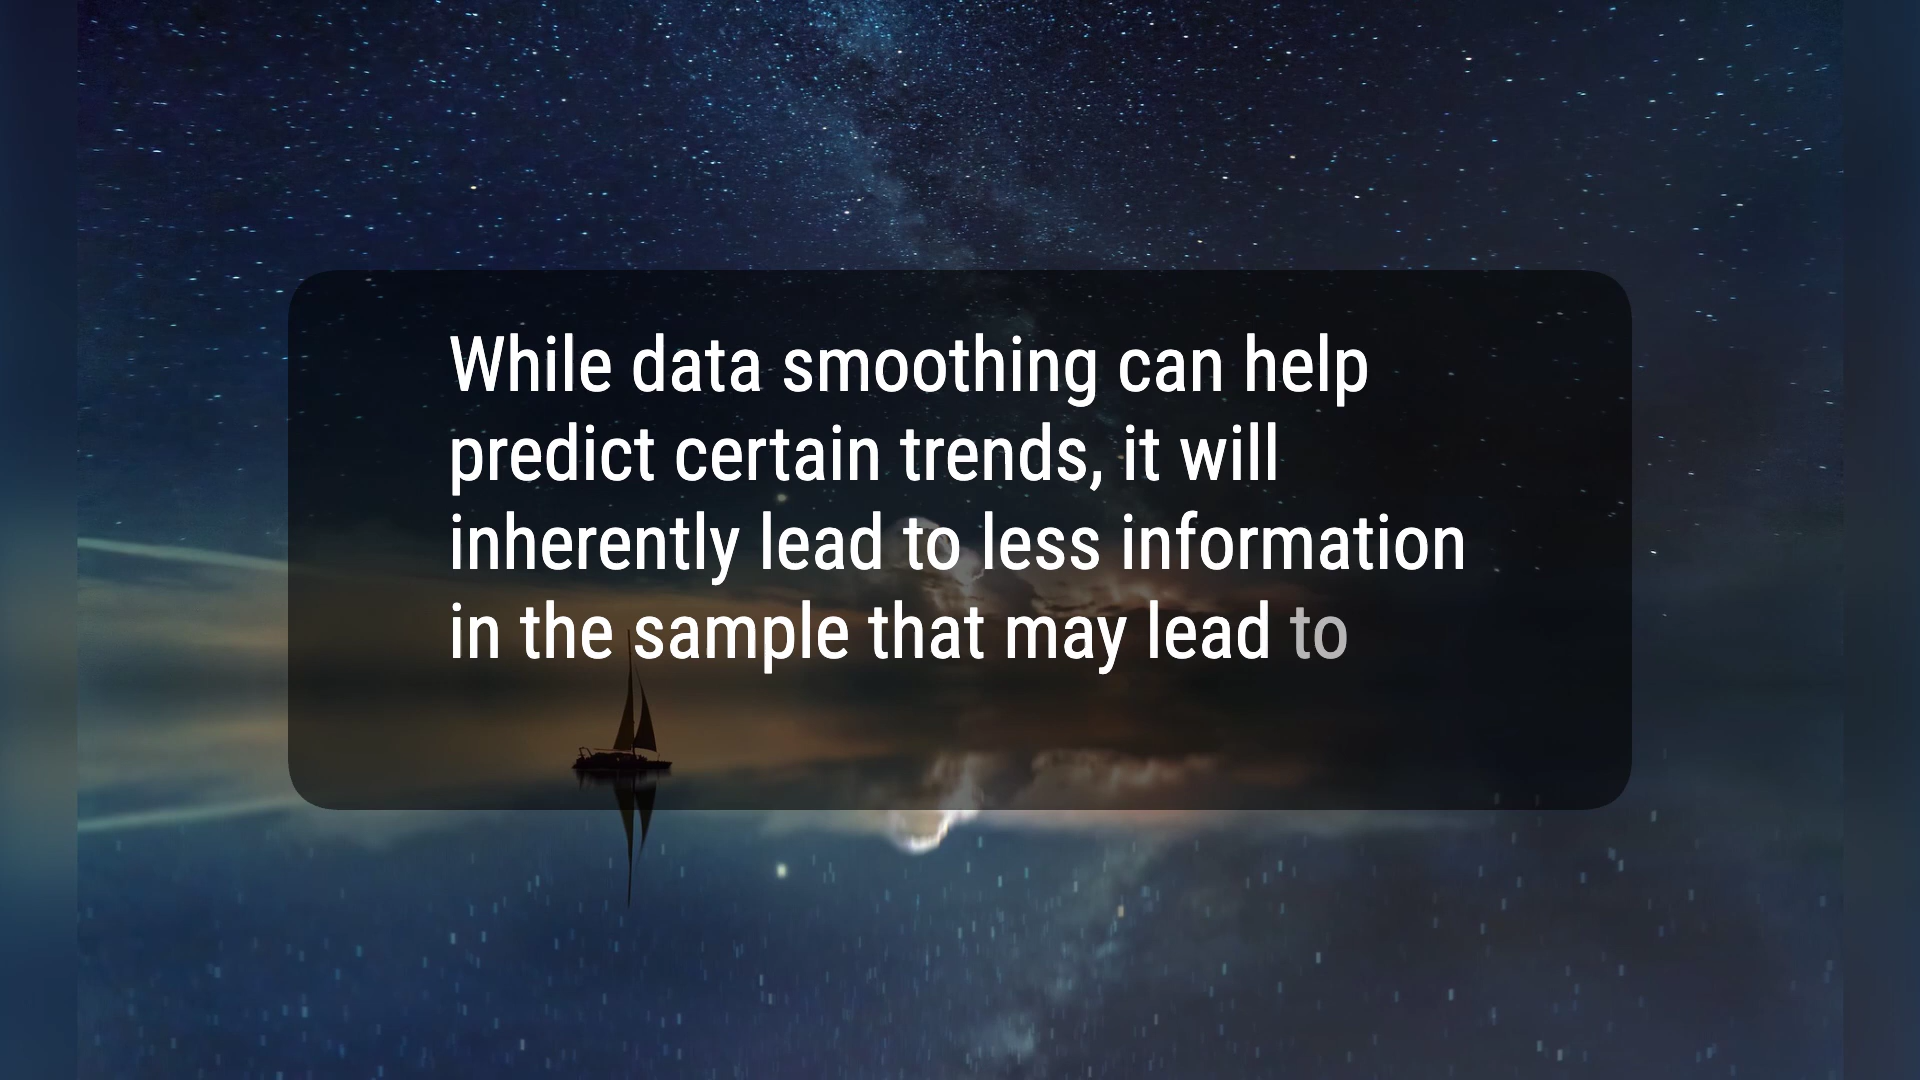 While data smoothing can help
predict certain trends, it will
inherently lead to less information
in the sample that may lead to